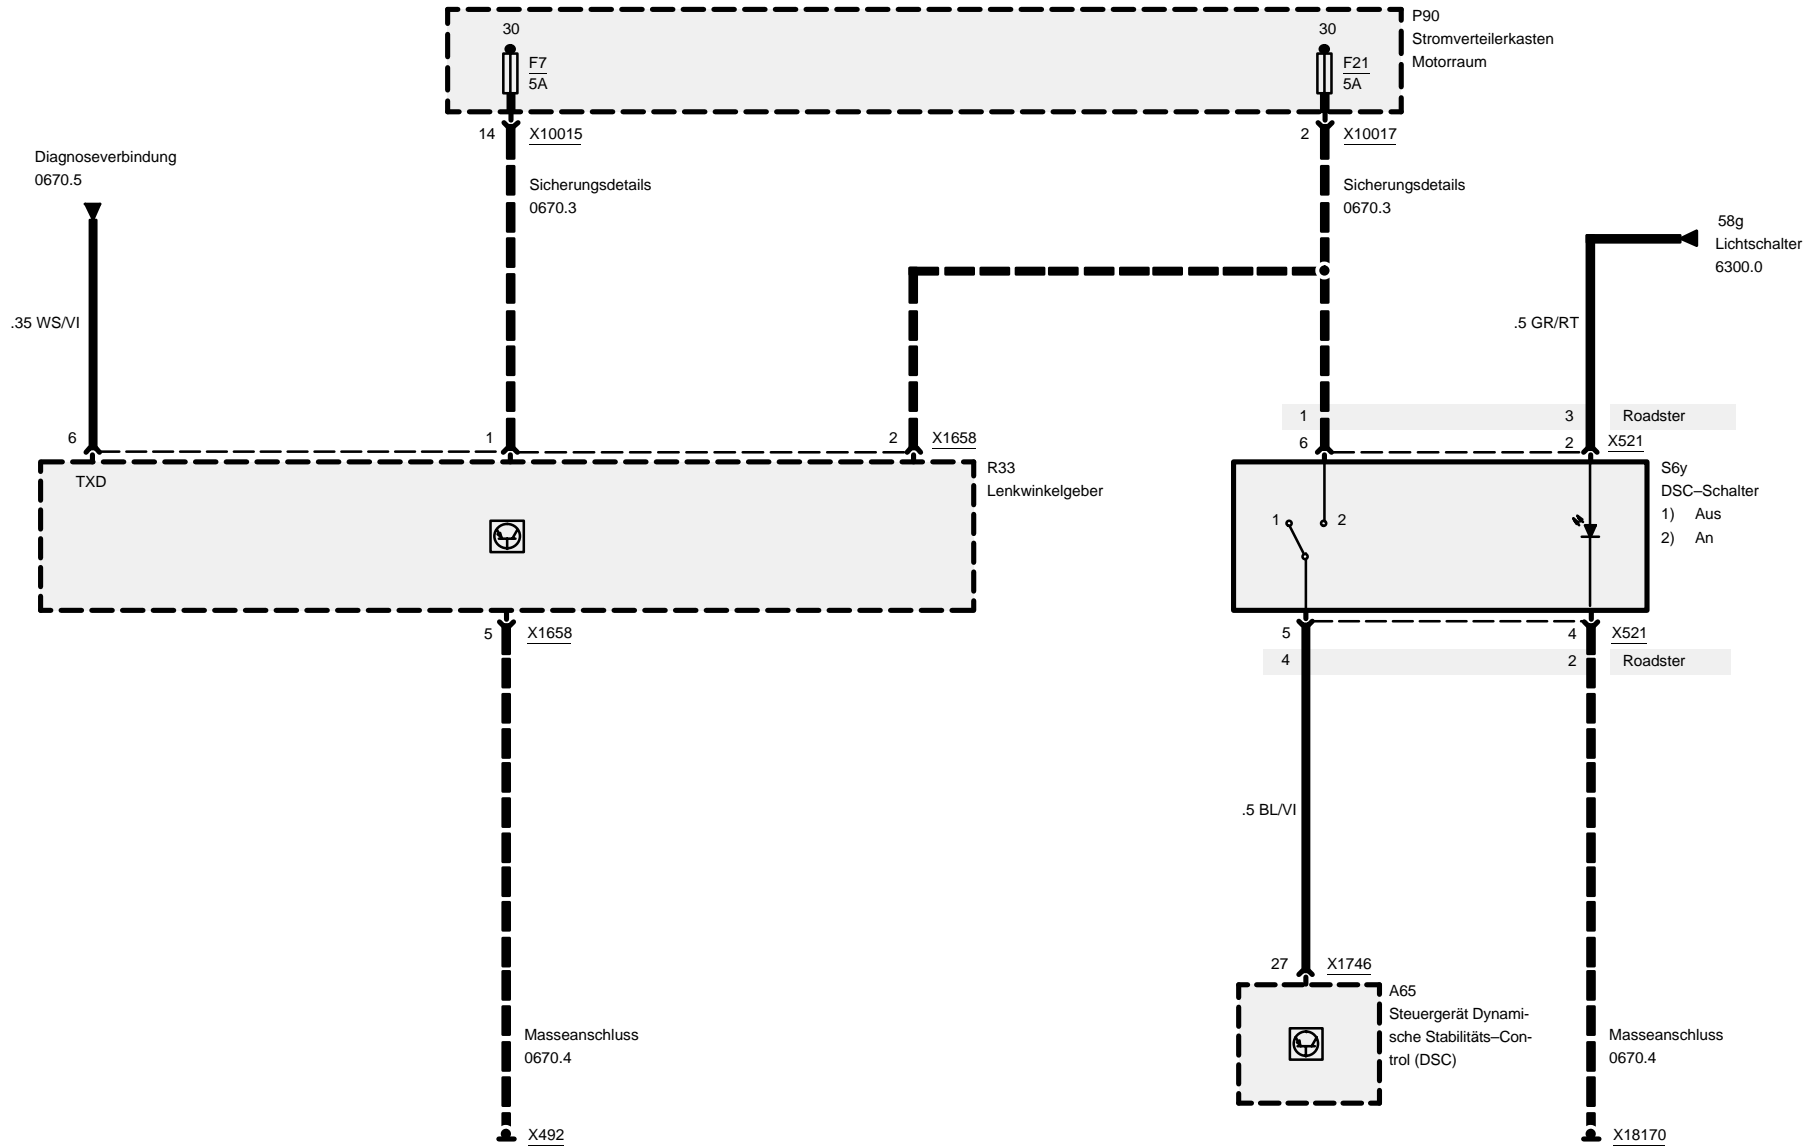 P90
Stromverteilerkasten
Motorraum
30
F7
5A
30
F21
5A
14
X10015
2
X10017
Diagnoseverbindung
0670.5
Sicherungsdetails
0670.3
Sicherungsdetails
0670.3
58g
Lichtschalter
6300.0
.35 WS/VI
.5 GR/RT
1
3
Roadster
6
1
2
X1658
6
2
X521
TXD
R33
Lenkwinkelgeber
S6y
DSC–Schalter
1) Aus
2) An
1
2
5
X1658
5
4
X521
4
2
Roadster
.5 BL/VI
27
X1746
A65
Steuergerät Dynami-
sche Stabilitäts–Con-
trol (DSC)
Masseanschluss
0670.4
Masseanschluss
0670.4
X492
X18170